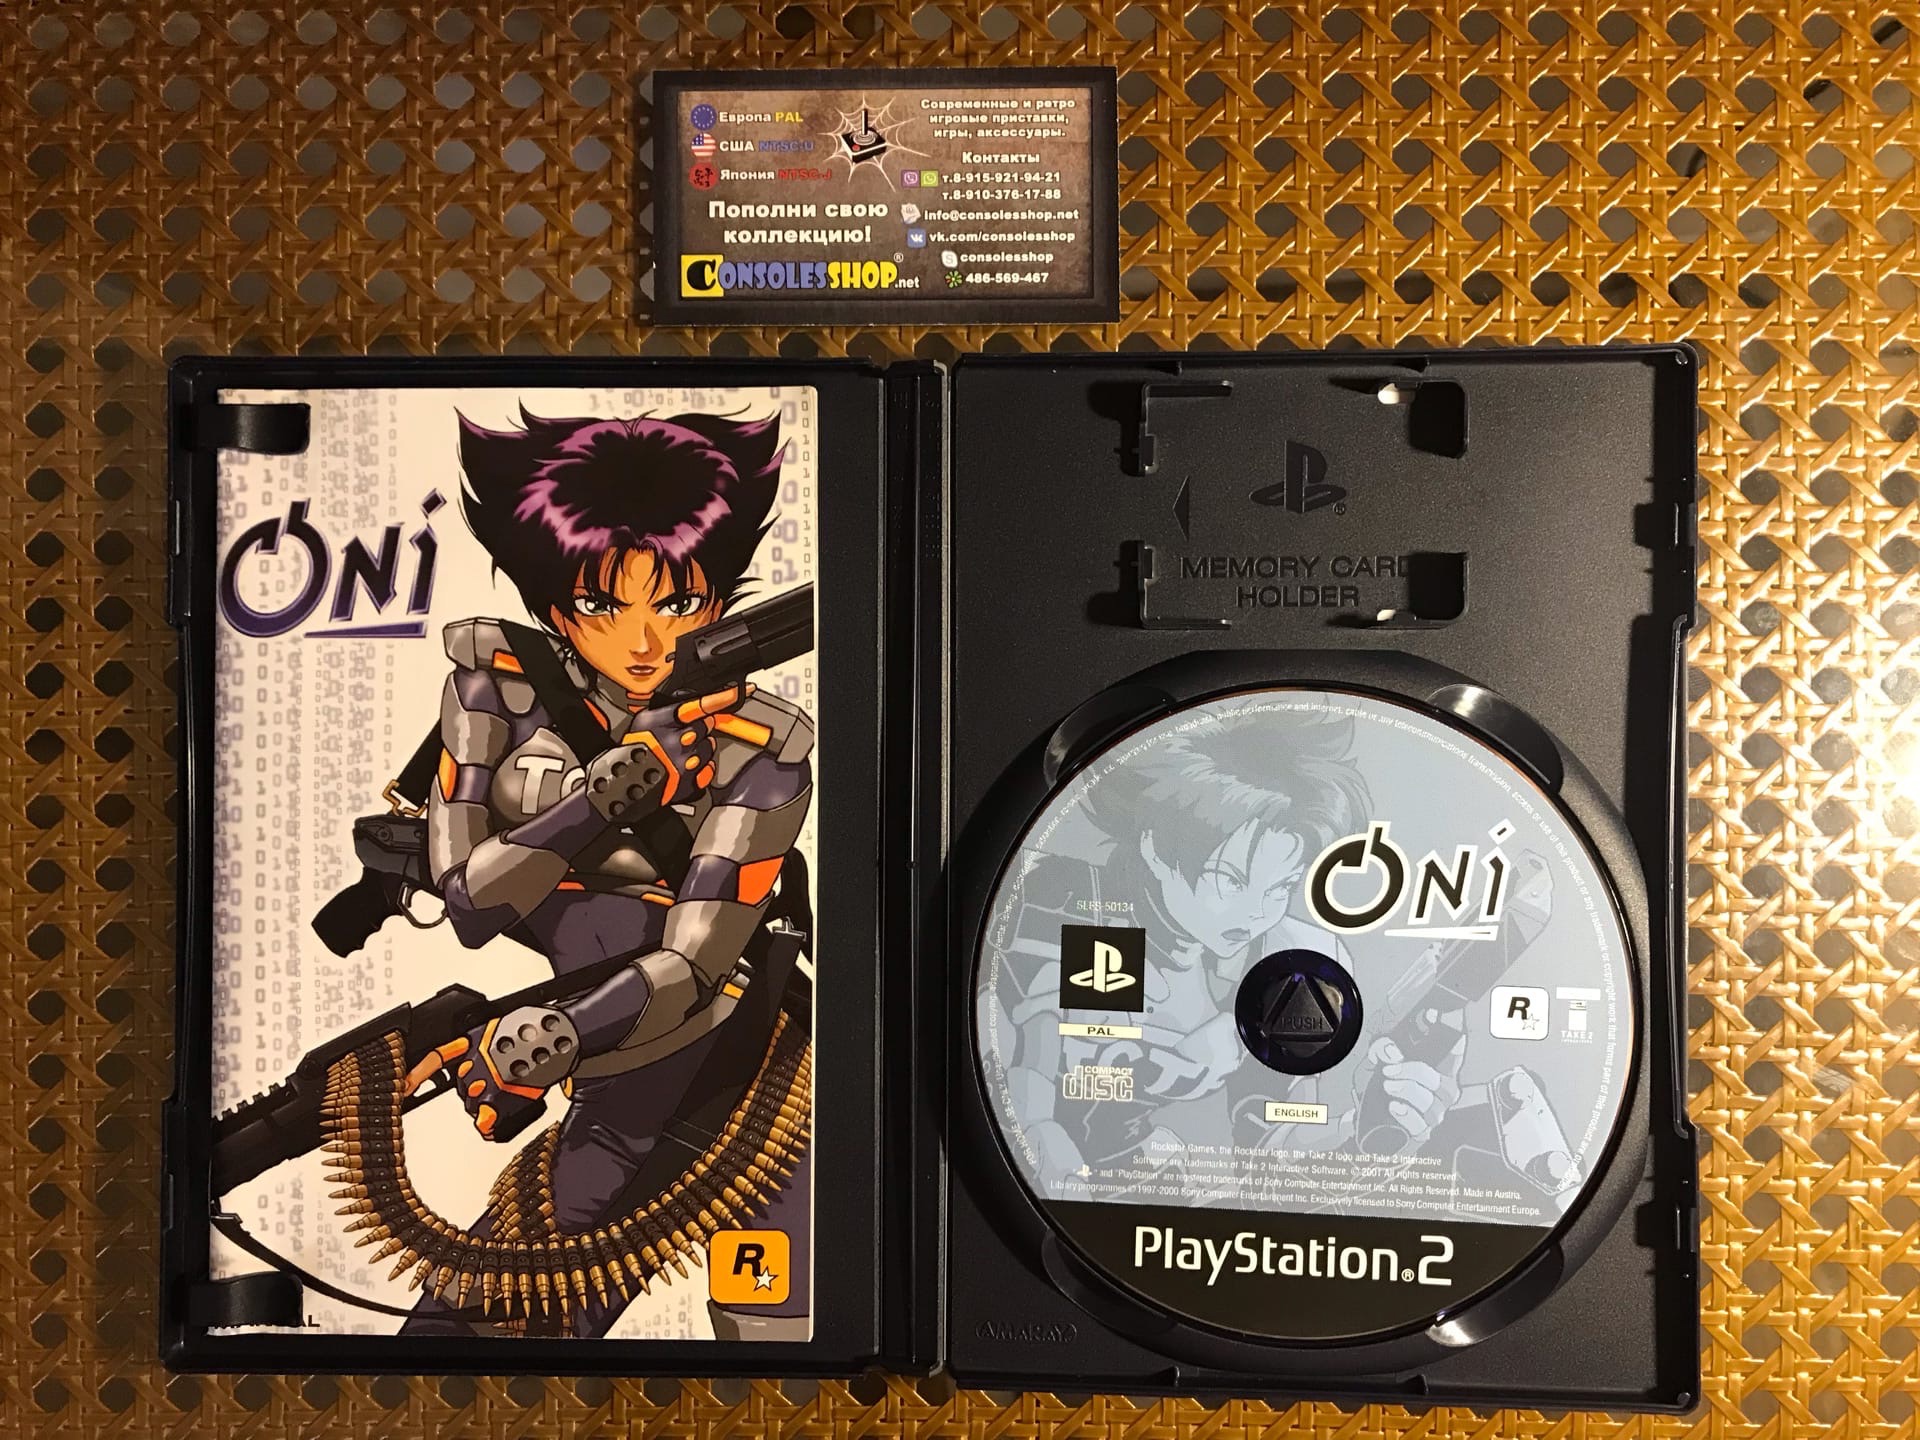 Европа PAL
США NTSC-U
Япония NTSC-J
Пополни свою
коллекцию!
CONSOLESSHOP.net
®
Современные и ретро
игровые приставки,
игры, аксессуары.
Контакты
т.8-915-921-94-21
т.8-910-376-17-88
info@consolesshop.net
vk.com/consolesshop
consolesshop
486-569-467
ONI
R
MEMORY CARD
HOLDER
ONI
SLES-50134
PAL
COMPACT
disc
TCT
PUSH
R
TAKE 2
ENGLISH
Rockstar Games, the Rockstar logo, the Take 2 logo and Take 2 Interactive
Software are trademarks of Take 2 Interactive Software. © 2001 All rights reserved.
" " and "PlayStation" are registered trademarks of Sony Computer Entertainment Inc. All Rights Reserved. Made in Austria.
Library programmes © 1997-2000 Sony Computer Entertainment Inc. Exclusively licensed to Sony Computer Entertainment Europe.
PlayStation®2
AMARAY